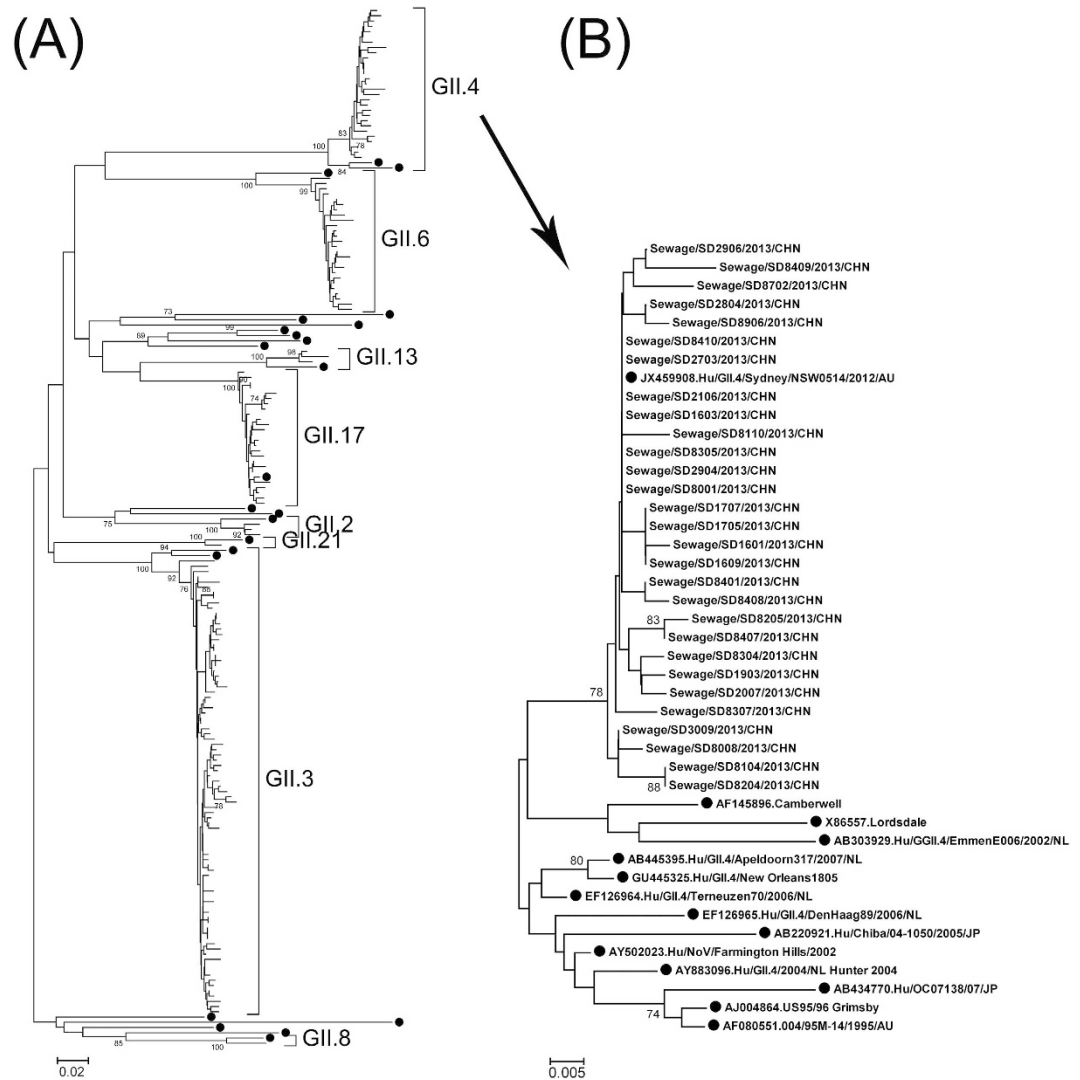 (A)
(B)
GII.4
83
78
100
84
100
99
GII.6
73
99
89
98
100
GII.13
90
100
74
GII.17
75
100
GII.2
92
GII.21
94
100
92
76
88
GII.3
78
85
100
GII.8
0.02
Sewage/SD2906/2013/CHN
Sewage/SD8409/2013/CHN
Sewage/SD8702/2013/CHN
Sewage/SD2804/2013/CHN
Sewage/SD8906/2013/CHN
Sewage/SD8410/2013/CHN
Sewage/SD2703/2013/CHN
JX459908.Hu/GII.4/Sydney/NSW0514/2012/AU
Sewage/SD2106/2013/CHN
Sewage/SD1603/2013/CHN
Sewage/SD8110/2013/CHN
Sewage/SD8305/2013/CHN
Sewage/SD2904/2013/CHN
Sewage/SD8001/2013/CHN
Sewage/SD1707/2013/CHN
Sewage/SD1705/2013/CHN
Sewage/SD1601/2013/CHN
Sewage/SD1609/2013/CHN
Sewage/SD8401/2013/CHN
Sewage/SD8408/2013/CHN
83
Sewage/SD8205/2013/CHN
Sewage/SD8407/2013/CHN
Sewage/SD8304/2013/CHN
Sewage/SD1903/2013/CHN
78
Sewage/SD2007/2013/CHN
Sewage/SD8307/2013/CHN
Sewage/SD3009/2013/CHN
Sewage/SD8008/2013/CHN
Sewage/SD8104/2013/CHN
88
Sewage/SD8204/2013/CHN
AF145896.Camberwell
X86557.Lordsdale
AB303929.Hu/GGII.4/EmmenE006/2002/NL
80
AB445395.Hu/GII.4/Apeldoorn317/2007/NL
GU445325.Hu/GII.4/New Orleans1805
EF126964.Hu/GII.4/Terneuzen70/2006/NL
EF126965.Hu/GII.4/DenHaag89/2006/NL
AB220921.Hu/Chiba/04-1050/2005/JP
AY502023.Hu/NoV/Farmington Hills/2002
AY883096.Hu/GII.4/2004/NL Hunter 2004
AB434770.Hu/OC07138/07/JP
AJ004864.US95/96 Grimsby
74
AF080551.004/95M-14/1995/AU
0.005